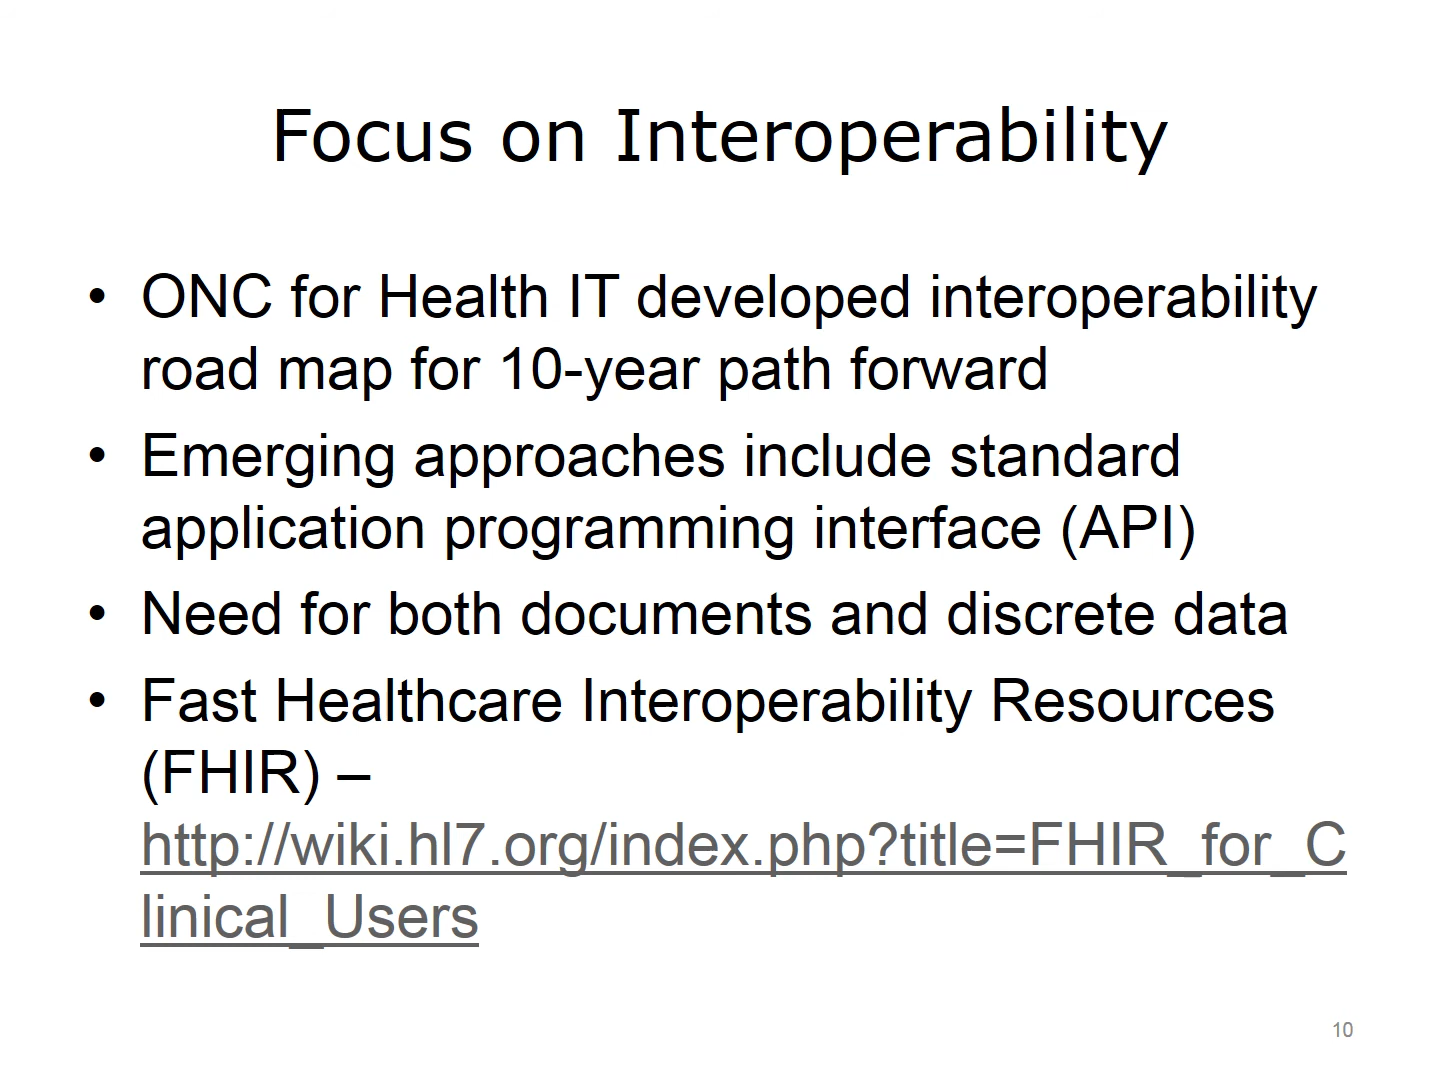 Focus on Interoperability
• ONC for Health IT developed interoperability
road map for 10-year path forward
• Emerging approaches include standard
application programming interface (API)
• Need for both documents and discrete data
• Fast Healthcare Interoperability Resources
(FHIR) –
http://wiki.hl7.org/index.php?title=FHIR_for_C
linical_Users
10